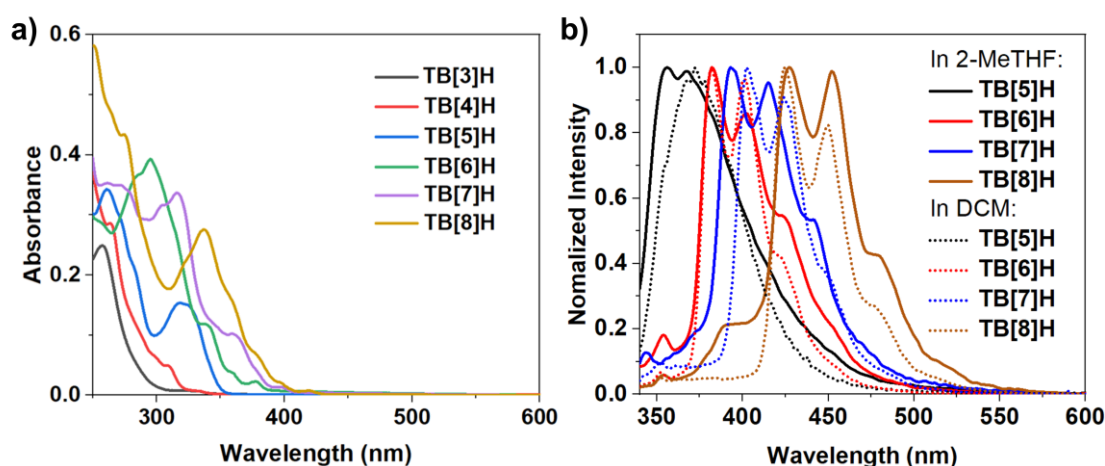 a)
0.6
0.4
0.2
0.0
Absorbance
300
400
500
600
Wavelength (nm)
TB[3]H
TB[4]H
TB[5]H
TB[6]H
TB[7]H
TB[8]H
b)
1.0
0.8
0.6
0.4
0.2
0.0
Nomalized Intensity
350
400
450
500
550
600
Wavelength (nm)
In 2-MeTHF:
TB[5]H
TB[6]H
TB[7]H
TB[8]H
In DCM:
TB[5]H
TB[6]H
TB[7]H
TB[8]H